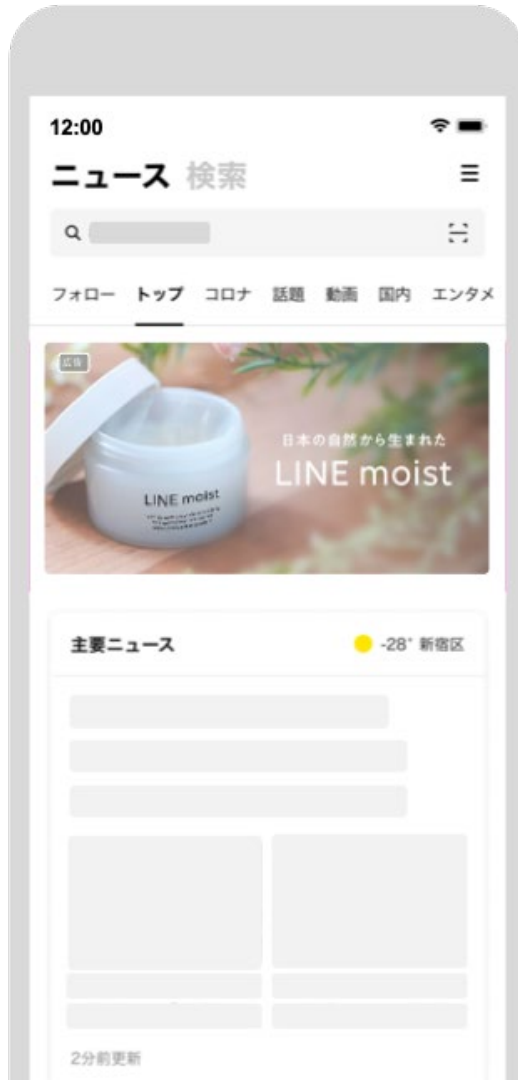 12:00
ニュース 検索
フォロー トップ コロナ 話題 動画 国内 エンタメ
広告
日本の自然から生まれた
LINE moist
LINE moist
主要ニュース -28° 新宿区
2分前更新